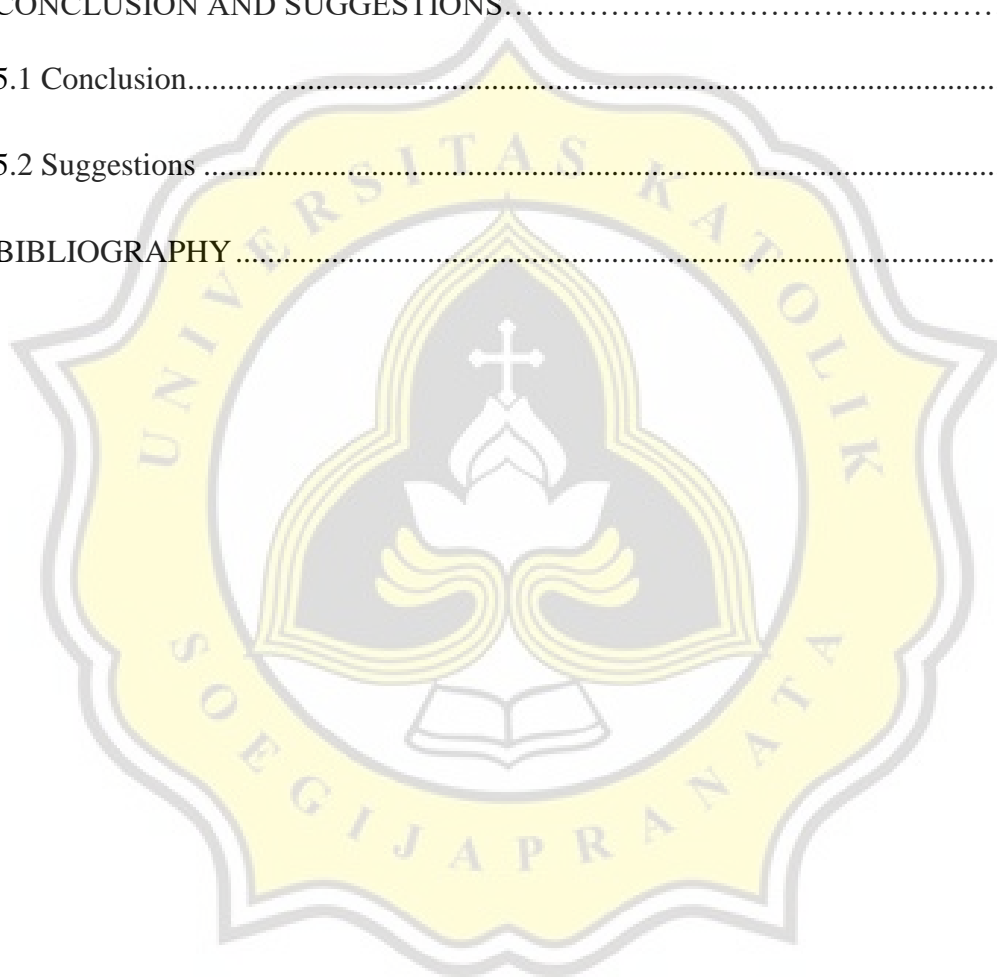 CONCLUSION AND SUGGESTIONS……………………………………………
5.1 Conclusion....................................................................................................
5.2 Suggestions ..................................................................................................
BIBLIOGRAPHY ..............................................................................................
UNIVERSITAS KATOLIK
SOEGIJAPRANATA